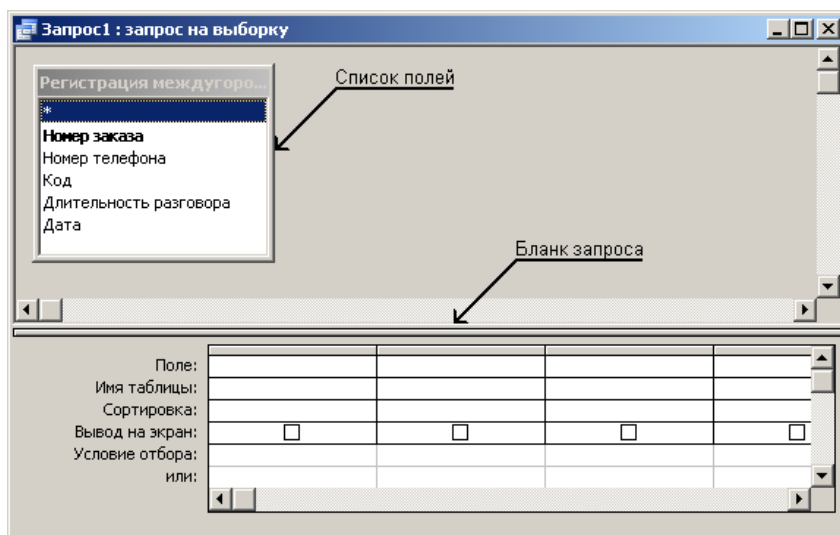 Запрос1 : запрос на выборку
Регистрация междугоро...
Список полей
*
Номер заказа
Номер телефона
Код
Длительность разговора
Дата
Бланк запроса
Поле:
Имя таблицы:
Сортировка:
Вывод на экран:
Условие отбора:
или: